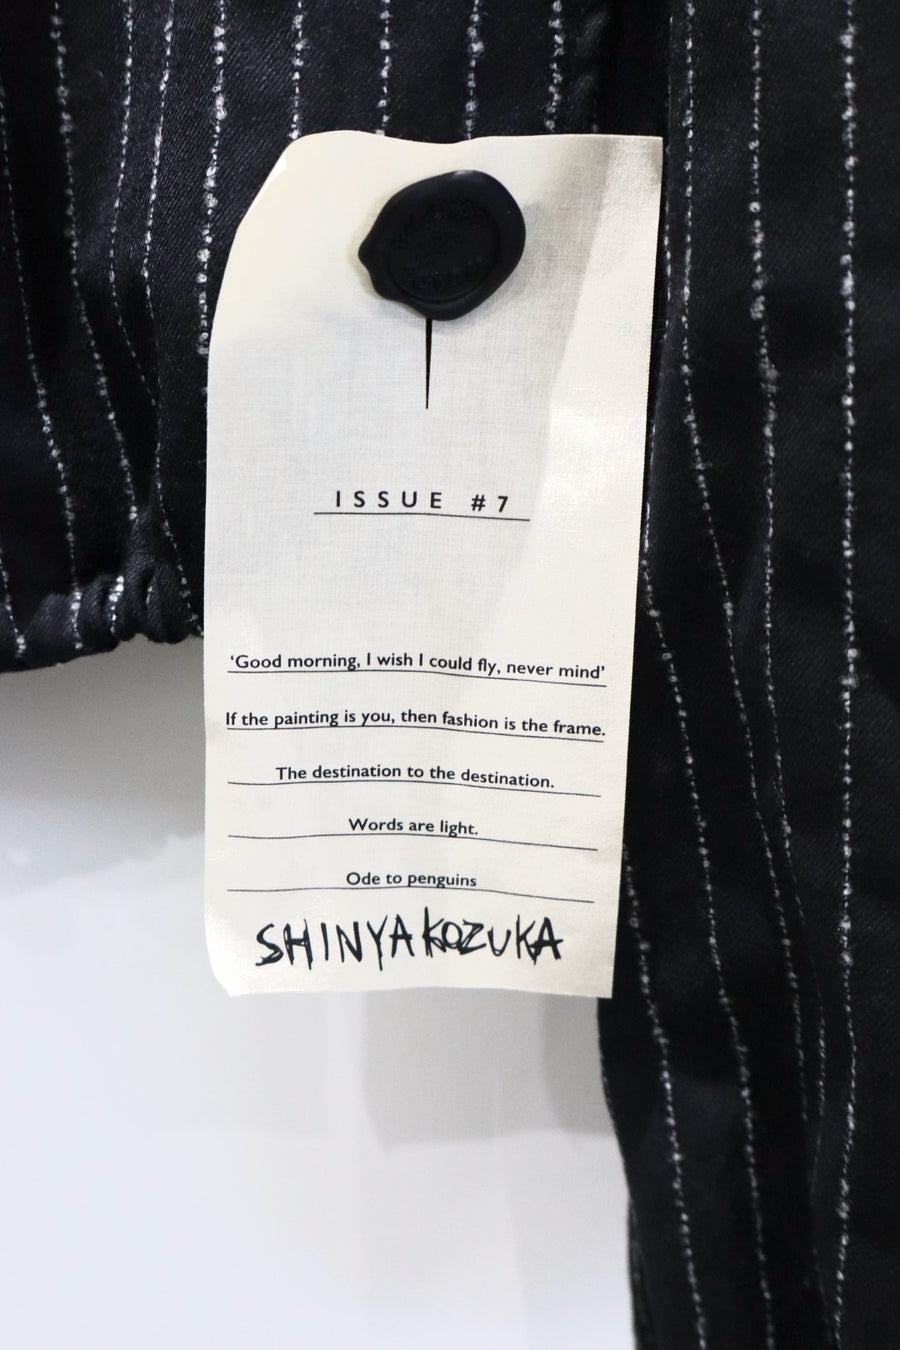 ISSUE #7
‘Good morning, I wish I could fly, never mind’
If the painting is you, then fashion is the frame.
The destination to the destination.
Words are light.
Ode to penguins
SHINYAKOZUKA